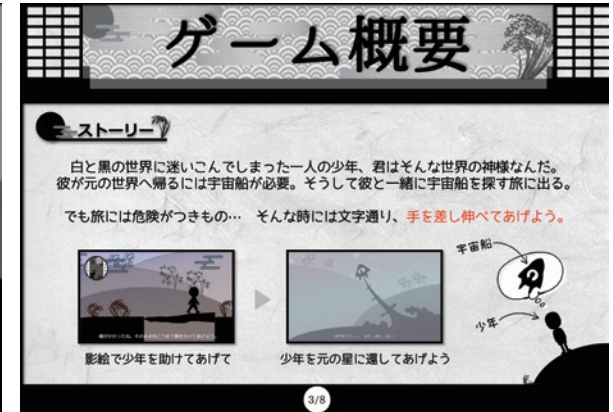 ゲーム概要
ストーリー
白と黒の世界に迷いこんでしまった一人の少年、君はそんな世界の神様なんだ。
彼が元の世界へ帰るには宇宙船が必要。そうして彼と一緒に宇宙船を探す旅に出る。
でも旅には危険がつきもの… そんな時には文字通り、手を差し伸べてあげよう。
宇宙船
少年
影絵で少年を助けてあげて
少年を元の星に還してあげよう
3/8